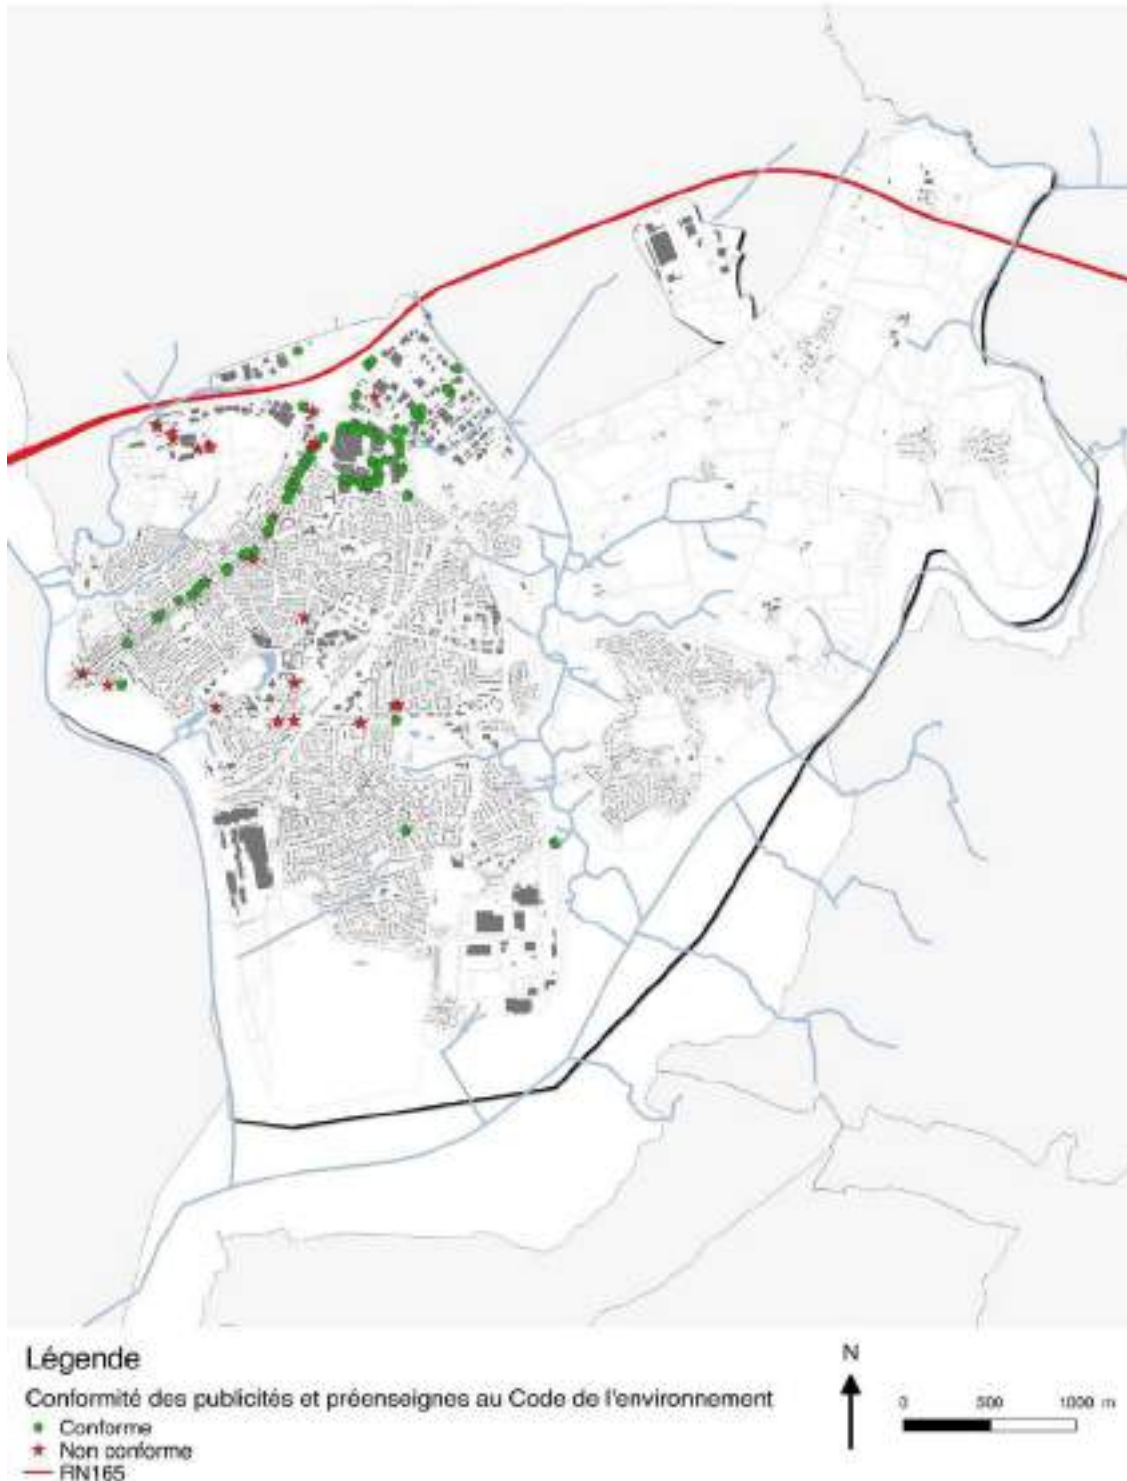 Légende
N
Conformité des publicités et préenseignes au Code de l'environnement
0 500 1000 m
Conforme
Non conforme
RN165